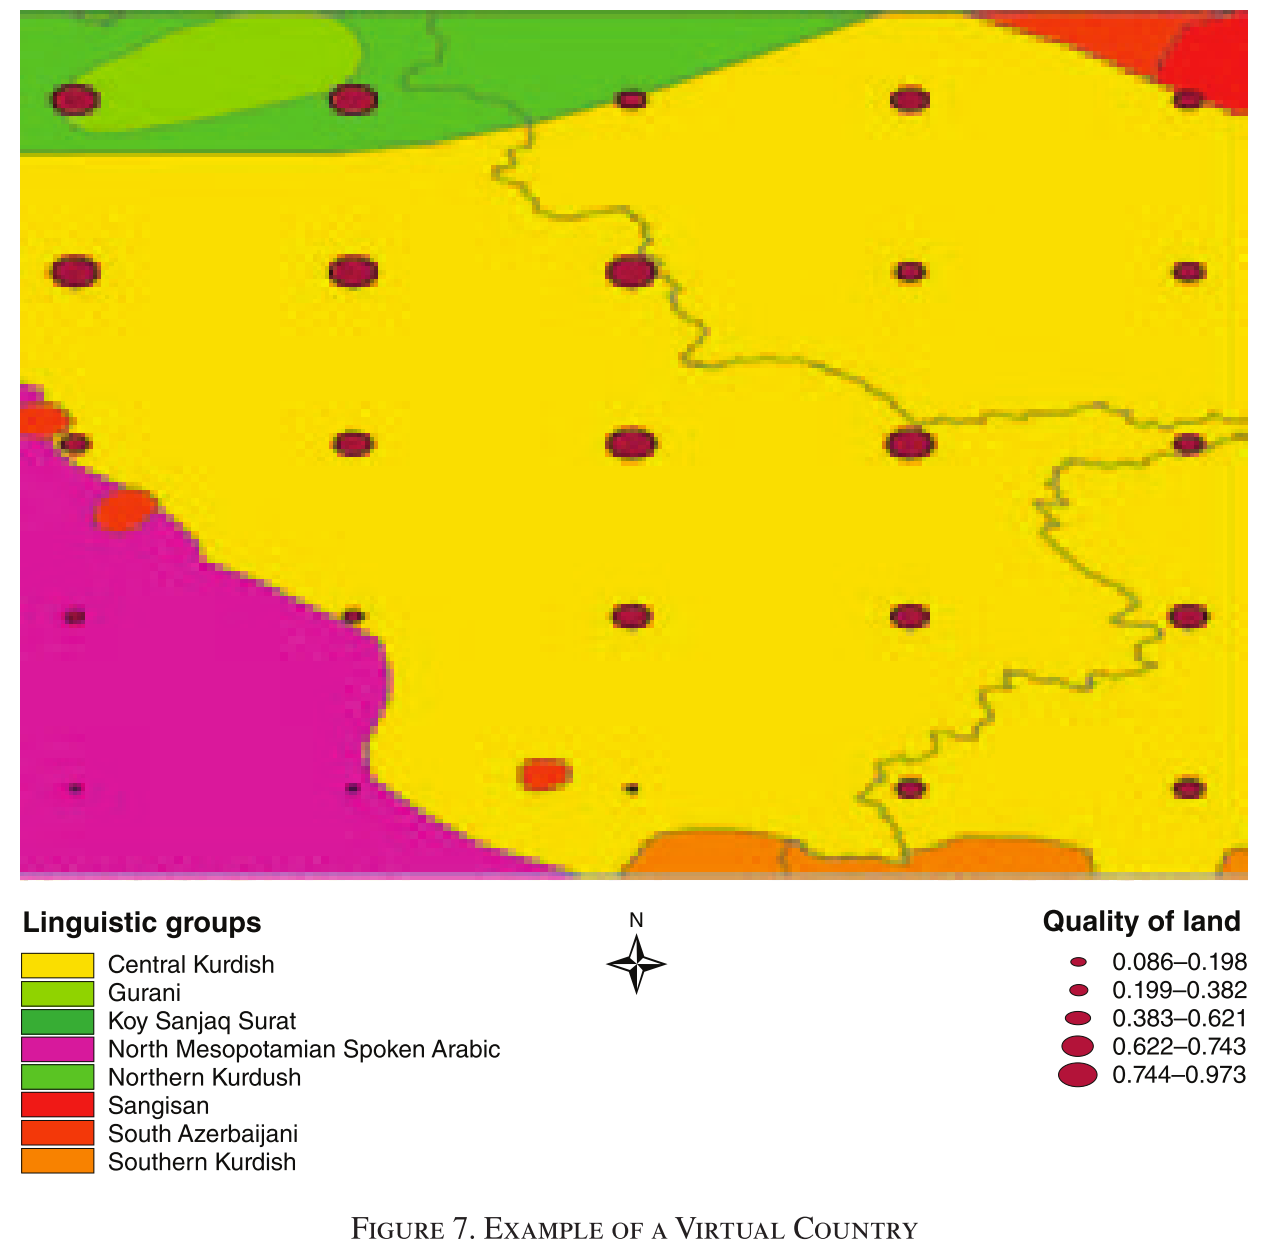 Linguistic groups
Central Kurdish
Gurani
Koy Sanjaq Surat
North Mesopotamian Spoken Arabic
Northern Kurdush
Sangisan
South Azerbaijani
Southern Kurdish
N
Quality of land
0.086–0.198
0.199–0.382
0.383–0.621
0.622–0.743
0.744–0.973
FIGURE 7. EXAMPLE OF A VIRTUAL COUNTRY